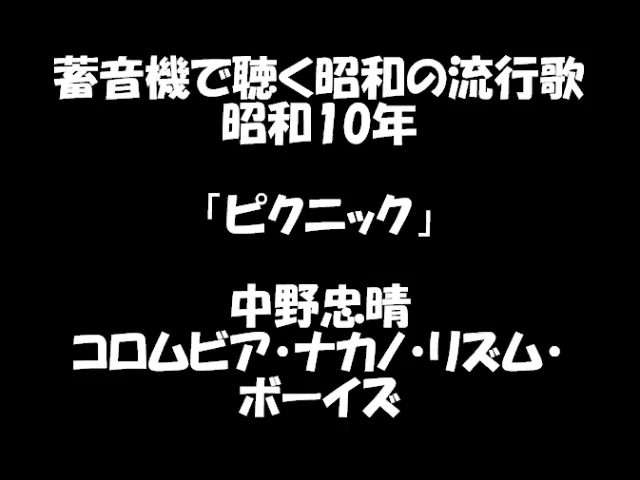 蓄音機で聴く昭和の流行歌
昭和10年
「ピクニック」
中野忠晴
コロムビア・ナカノ・リズム・
ボーイズ